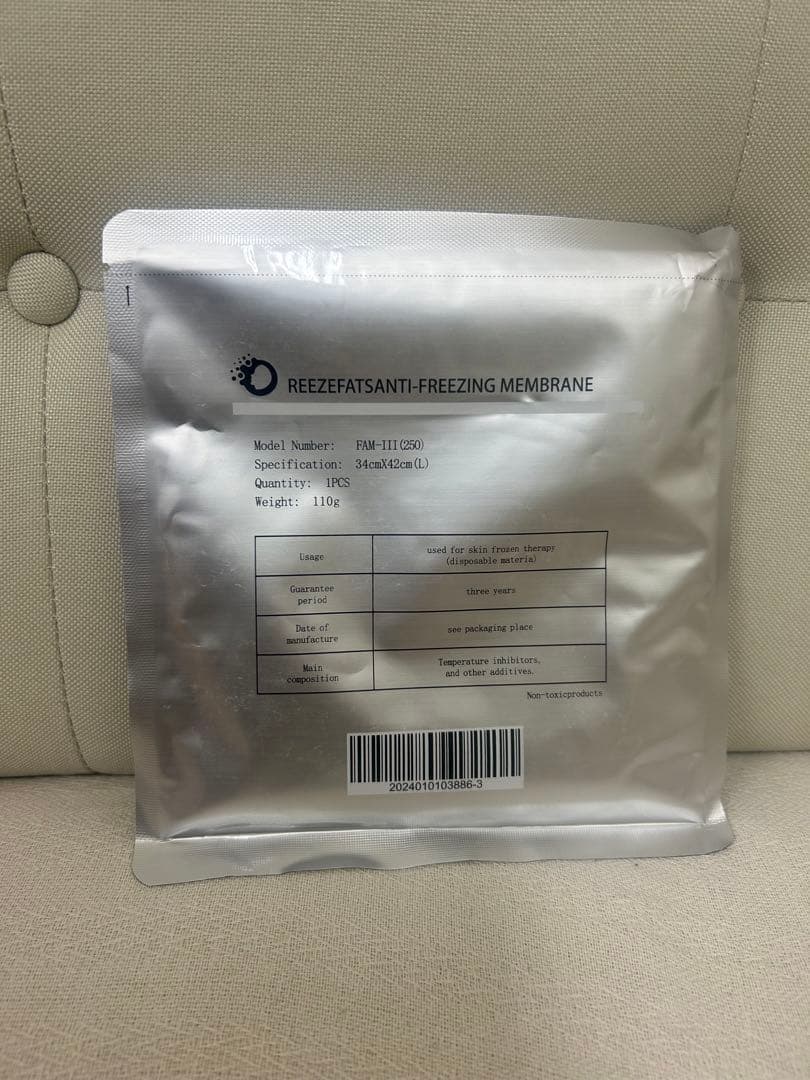 REEZEFATSANTI-FREEZING MEMBRANE
Model Number: FAM-III(250)
Specification: 34cmX42cm(L)
Quantity: 1PCS
Weight: 110g
Usage
used for skin frozen therapy
(disposable materia)
Guarantee
period
three years
Date of
manufacture
see packaging place
Main
composition
Temperature inhibitors,
and other additives.
Non-toxicproducts
2024010103886-3